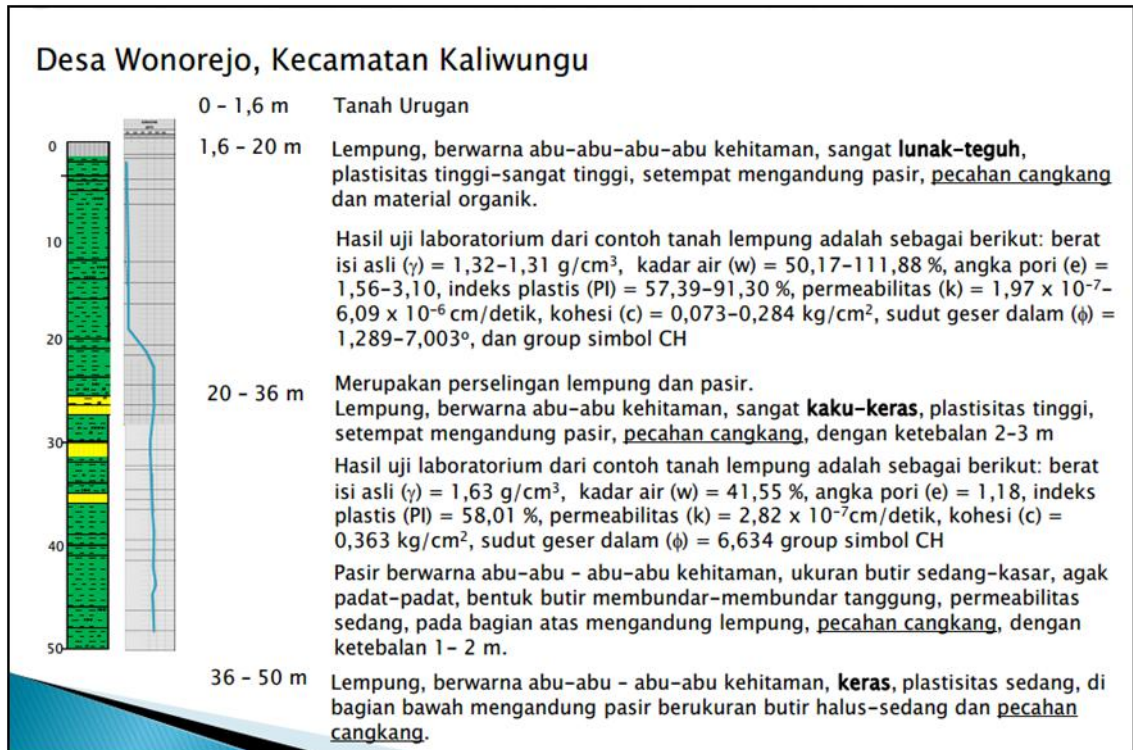 Desa Wonorejo, Kecamatan Kaliwungu
0 – 1,6 m Tanah Urugan
1,6 – 20 m Lempung, berwarna abu-abu-abu-abu kehitaman, sangat lunak-teguh,
plastisitas tinggi-sangat tinggi, setempat mengandung pasir, pecahan cangkang
dan material organik.
Hasil uji laboratorium dari contoh tanah lempung adalah sebagai berikut: berat
isi asli (γ) = 1,32-1,31 g/cm³, kadar air (w) = 50,17-111,88 %, angka pori (e) =
1,56-3,10, indeks plastis (PI) = 57,39-91,30 %, permeabilitas (k) = 1,97 x 10⁻⁷-
6,09 x 10⁻⁶ cm/detik, kohesi (c) = 0,073-0,284 kg/cm², sudut geser dalam (ϕ) =
1,289-7,003º, dan group simbol CH
20 – 36 m Merupakan perselingan lempung dan pasir.
Lempung, berwarna abu-abu kehitaman, sangat kaku-keras, plastisitas tinggi,
setempat mengandung pasir, pecahan cangkang, dengan ketebalan 2-3 m
Hasil uji laboratorium dari contoh tanah lempung adalah sebagai berikut: berat
isi asli (γ) = 1,63 g/cm³, kadar air (w) = 41,55 %, angka pori (e) = 1,18, indeks
plastis (PI) = 58,01 %, permeabilitas (k) = 2,82 x 10⁻⁷cm/detik, kohesi (c) =
0,363 kg/cm², sudut geser dalam (ϕ) = 6,634 group simbol CH
Pasir berwarna abu-abu – abu-abu kehitaman, ukuran butir sedang-kasar, agak
padat-padat, bentuk butir membundar-membundar tanggung, permeabilitas
sedang, pada bagian atas mengandung lempung, pecahan cangkang, dengan
ketebalan 1- 2 m.
36 – 50 m Lempung, berwarna abu-abu – abu-abu kehitaman, keras, plastisitas sedang, di
bagian bawah mengandung pasir berukuran butir halus-sedang dan pecahan
cangkang.
0
10
20
30
40
50